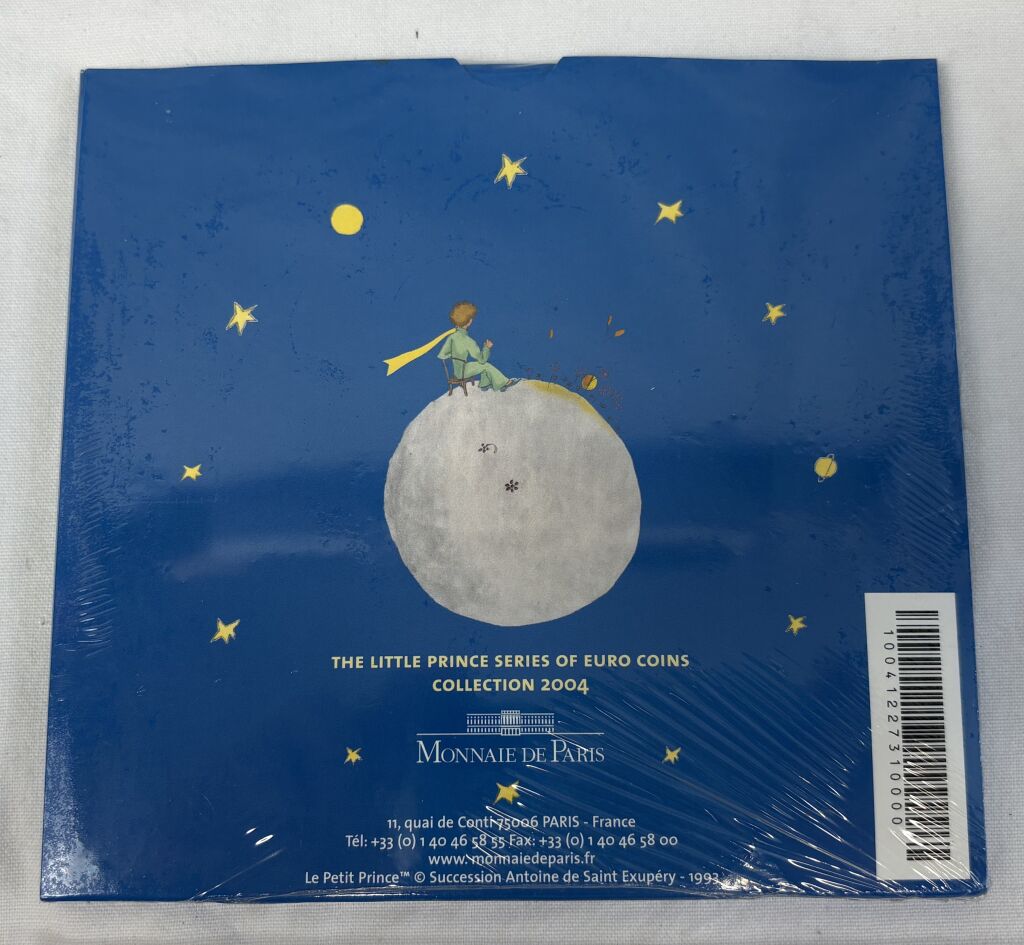 THE LITTLE PRINCE SERIES OF EURO COINS
COLLECTION 2004
MONNAIE DE PARIS
11, quai de Conti 75006 PARIS - France
Tél: +33 (0) 1 40 46 58 55 Fax: +33 (0) 1 40 46 58 00
www.monnaiedeparis.fr
Le Petit Prince™ © Succession Antoine de Saint Exupéry - 1993
10041227310000